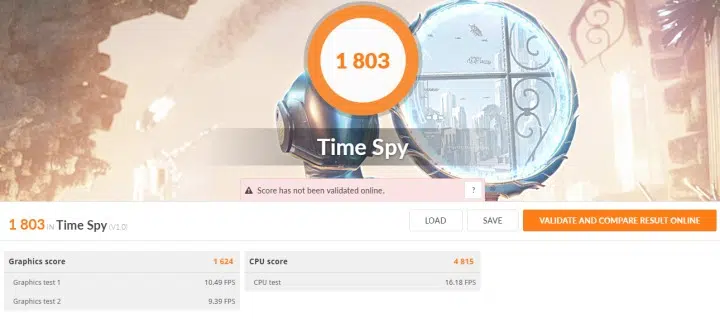 1 803
Time Spy
Score has not been validated online. ?
1 803 IN Time Spy (V1.0) LOAD SAVE VALIDATE AND COMPARE RESULT ONLINE
Graphics score 1 624 CPU score 4 815
Graphics test 1 10.49 FPS CPU test 16.18 FPS
Graphics test 2 9.39 FPS